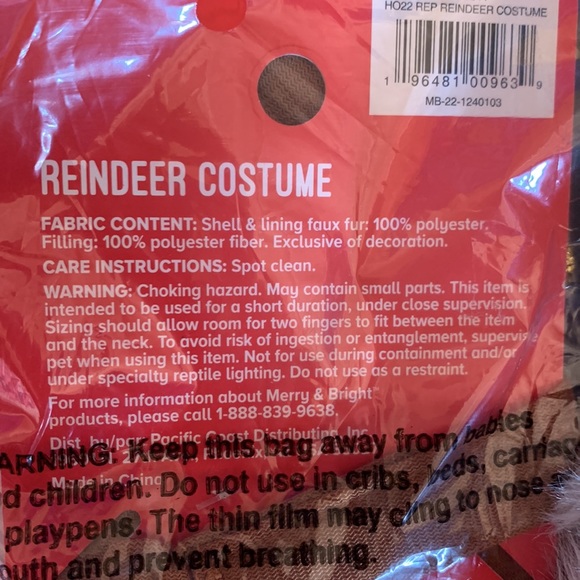 HO22 REP REINDEER COSTUME
1 96481 00963 9
MB-22-1240103
REINDEER COSTUME
FABRIC CONTENT: Shell & lining faux fur: 100% polyester.
Filling: 100% polyester fiber. Exclusive of decoration.
CARE INSTRUCTIONS: Spot clean.
WARNING: Choking hazard. May contain small parts. This item is
intended to be used for a short duration, under close supervision.
Sizing should allow room for two fingers to fit between the item
and the neck. To avoid risk of ingestion or entanglement, supervise
pet when using this item. Not for use during containment and/or
under specialty reptile lighting. Do not use as a restraint.
For more information about Merry & Bright™
products, please call 1-888-839-9638.
Dist. by/par Pacific Coast Distributing, Inc.
ARNING: Keep this bag away from babies
Made in China
d children. Do not use in cribs, beds, carriag
playpens. The thin film may cling to nose
outh and prevent breathing.